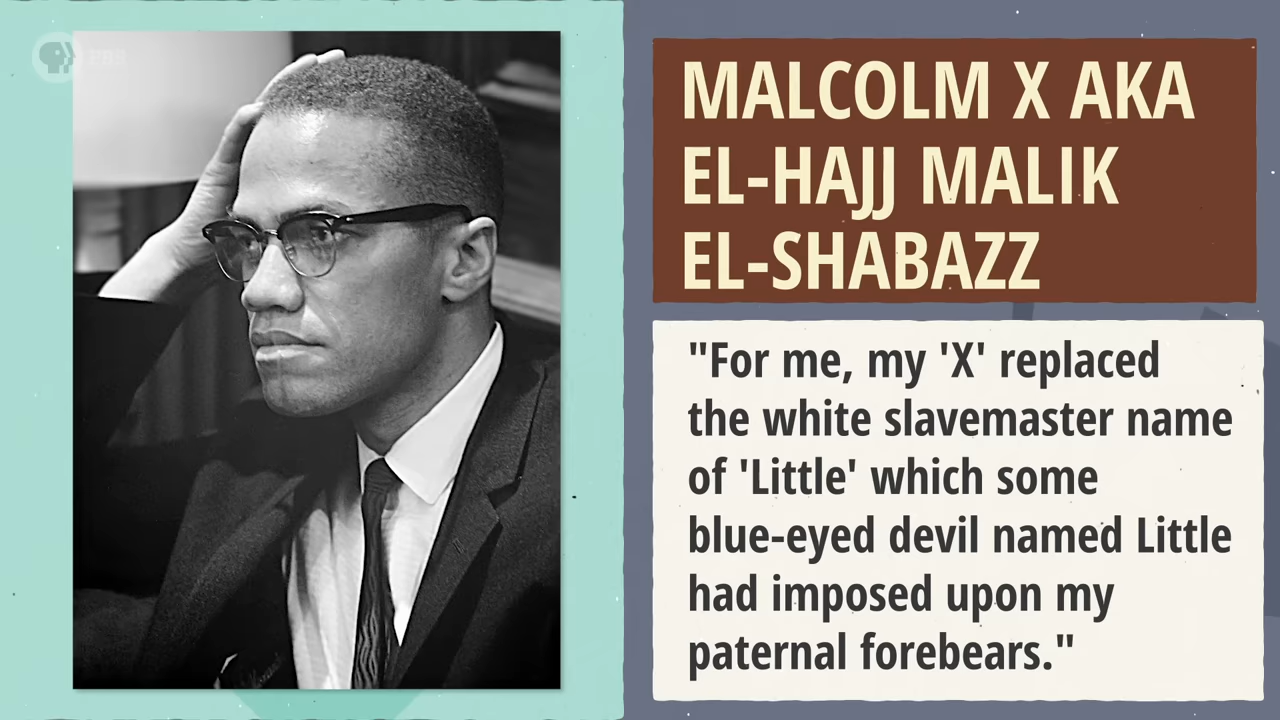 PBS
MALCOLM X AKA
EL-HAJJ MALIK
EL-SHABAZZ
"For me, my 'X' replaced
the white slavemaster name
of 'Little' which some
blue-eyed devil named Little
had imposed upon my
paternal forebears."